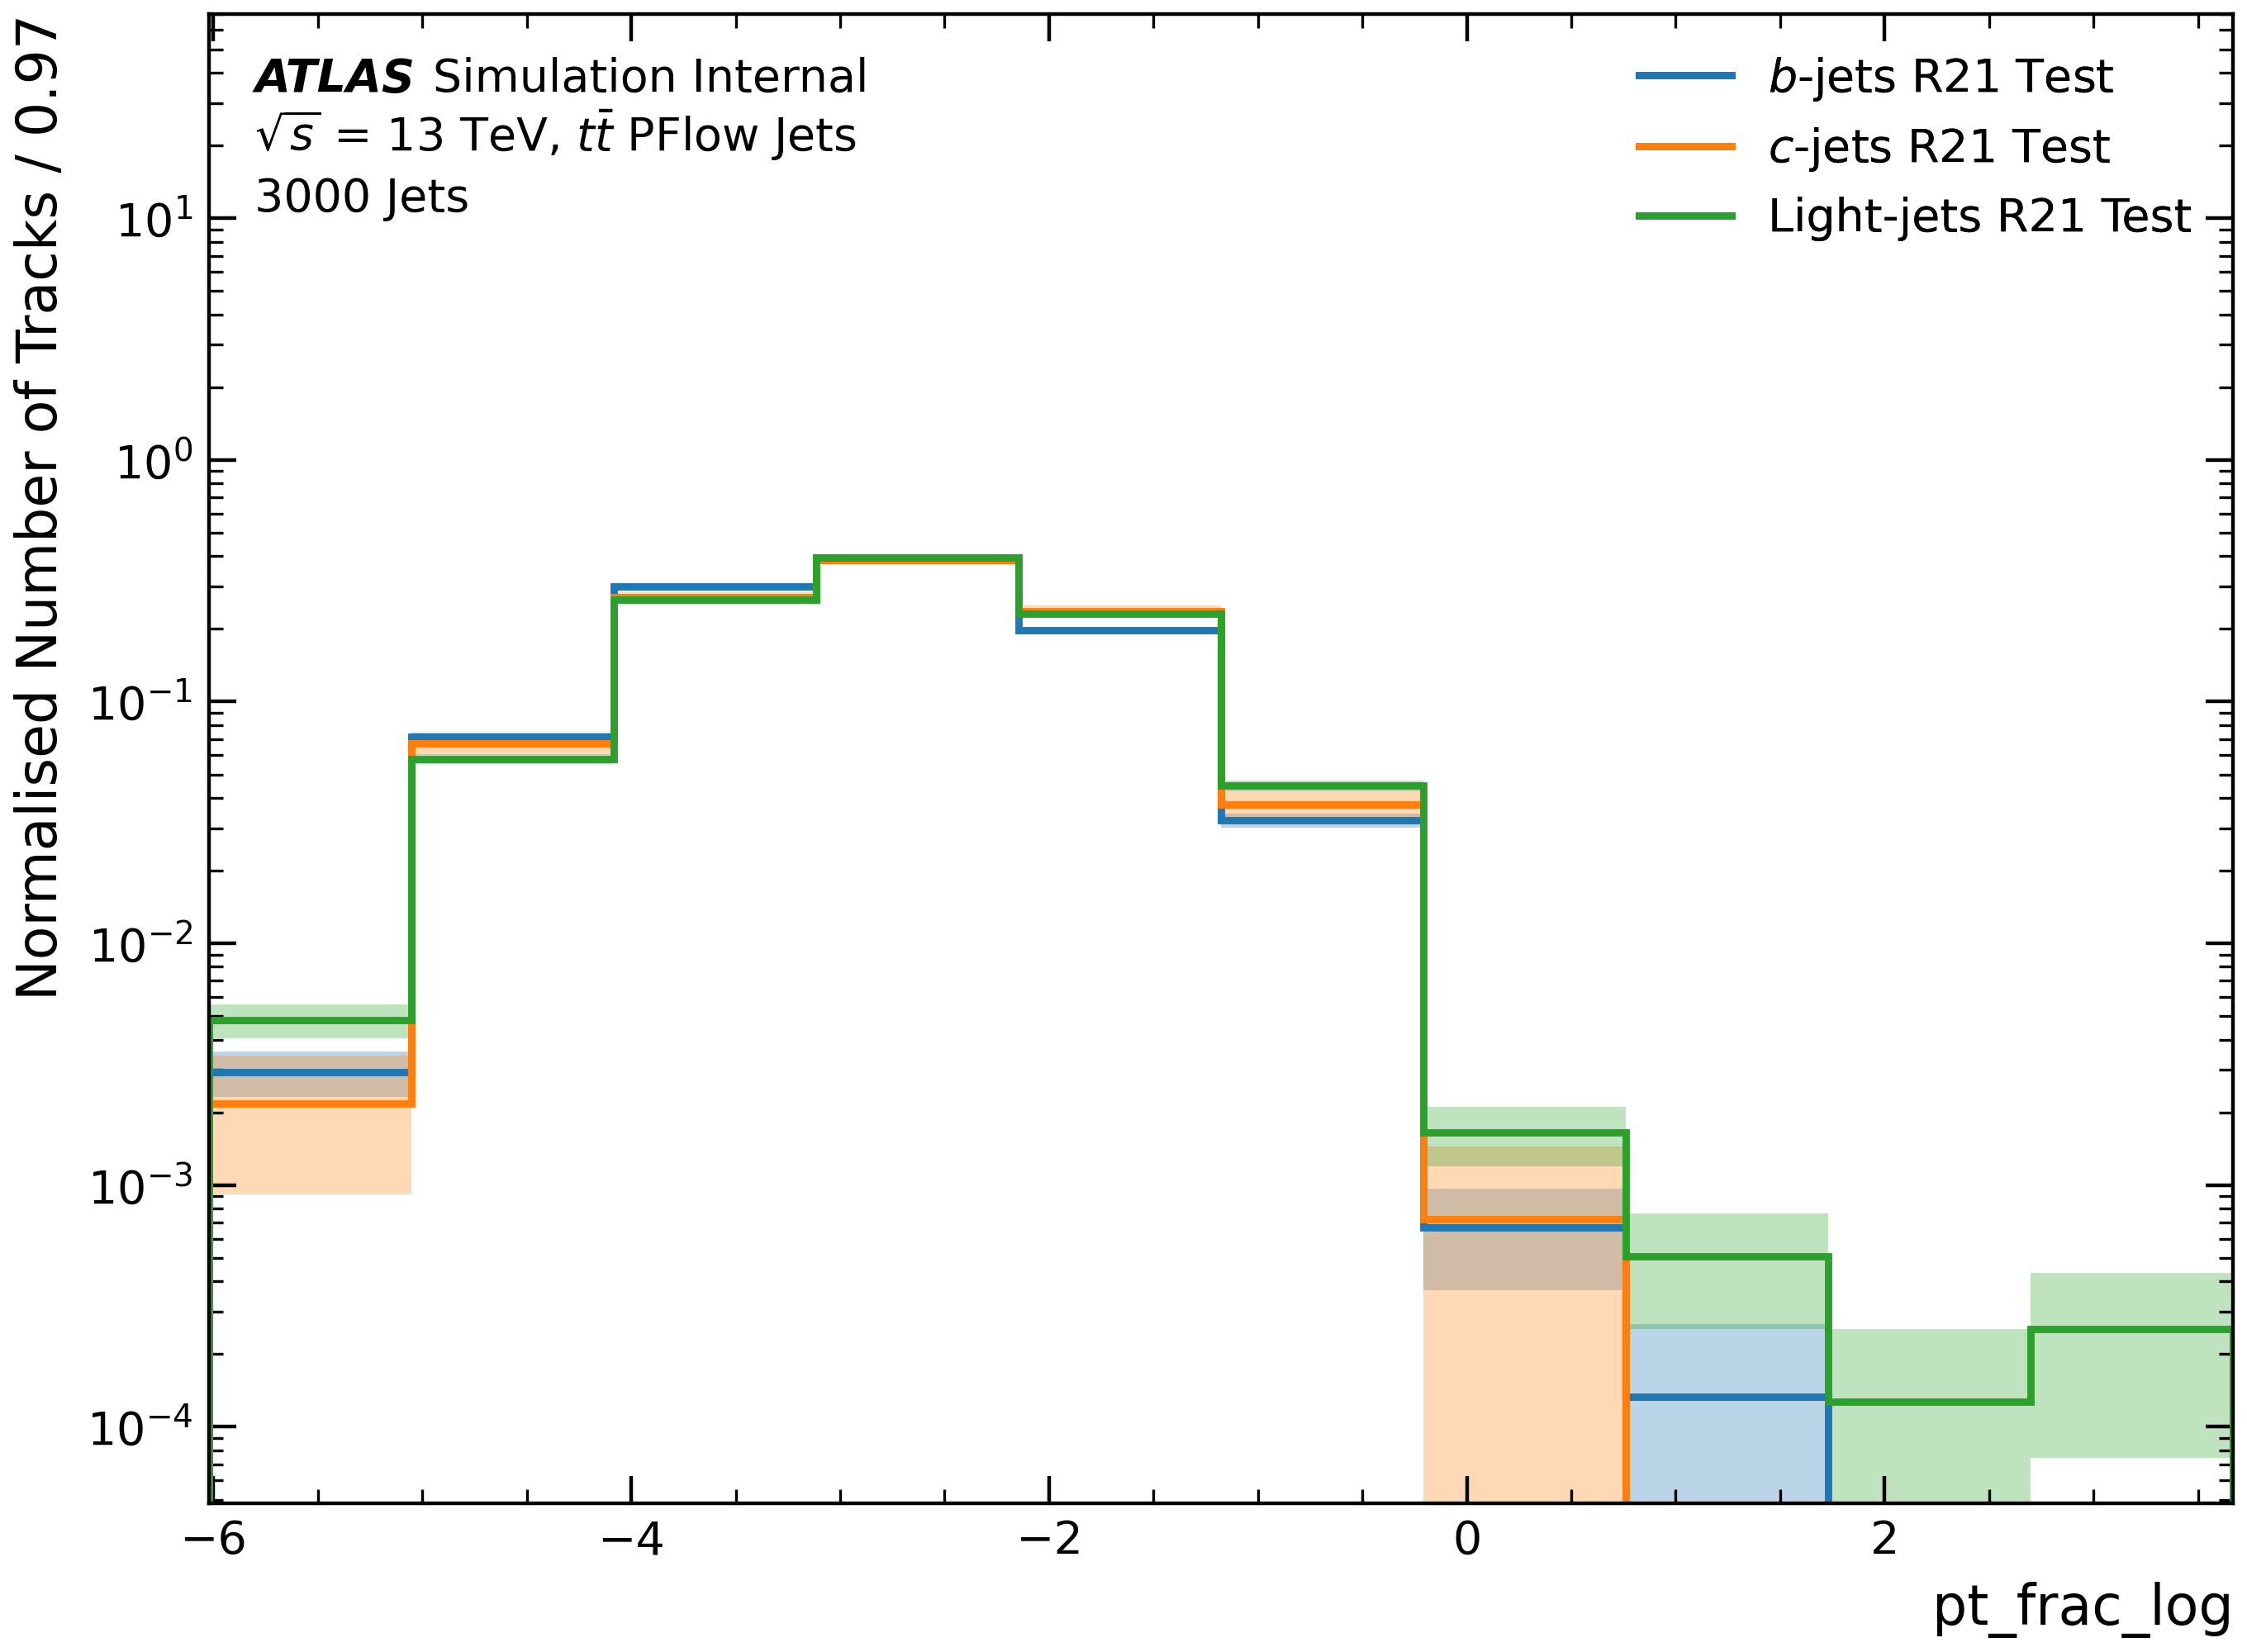 ATLAS Simulation Internal
√s = 13 TeV, tt̄ PFlow Jets
3000 Jets
b-jets R21 Test
c-jets R21 Test
Light-jets R21 Test
Normalised Number of Tracks / 0.97
10¹
10⁰
10⁻¹
10⁻²
10⁻³
10⁻⁴
−6 −4 −2 0 2
pt_frac_log